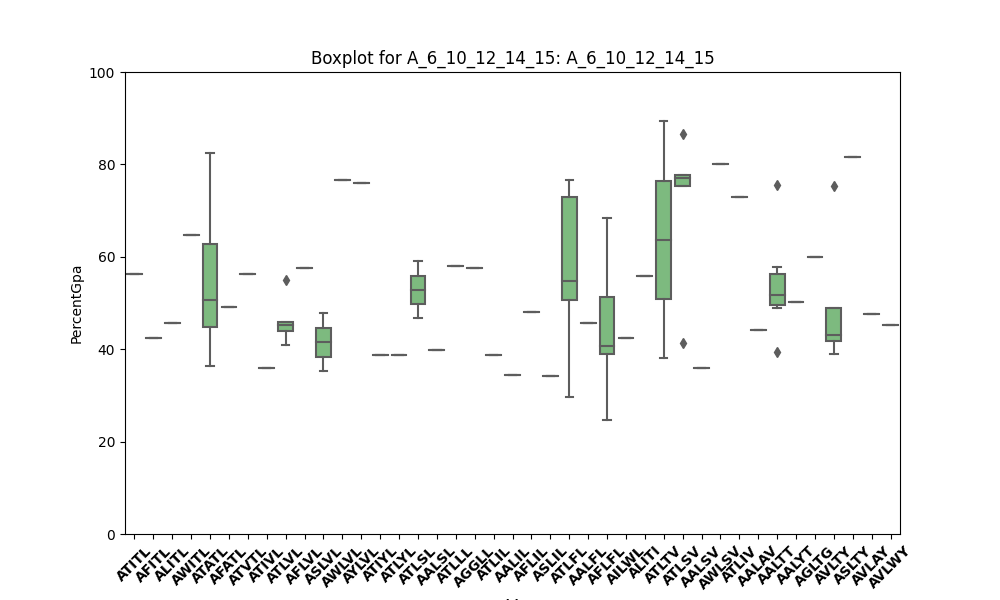 Boxplot for A_6_10_12_14_15: A_6_10_12_14_15
PercentGpa
100
80
60
40
20
0
ATITL
AFITL
ALITL
AWITL
ATATL
AFATL
ATVTL
ATIVL
ATLVL
AFLVL
ASLVL
AWLVL
AYLVL
ATIYL
ATLYL
ATLSL
AALSL
ATLLL
AGGLL
ATLIL
AALIL
AFLIL
ASLIL
ATLFL
AALFL
AFLFL
AILWL
ALITI
ATLTV
ATLSV
AALSV
AWLSV
ATLIV
AALAV
AALTT
AALYT
AGLTG
AVLTY
ASLTY
AVLAY
AVLWY